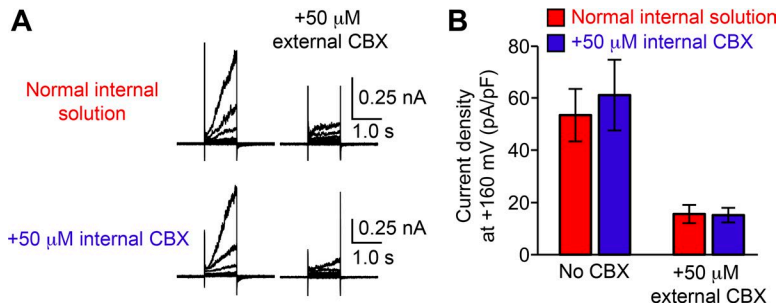 A
+50 μM
external CBX
Normal internal
solution
0.25 nA
1.0 s
+50 μM internal CBX
0.25 nA
1.0 s
B
Normal internal solution
+50 μM internal CBX
Current density
at +160 mV (pA/pF)
80
60
40
20
0
No CBX
+50 μM
external CBX